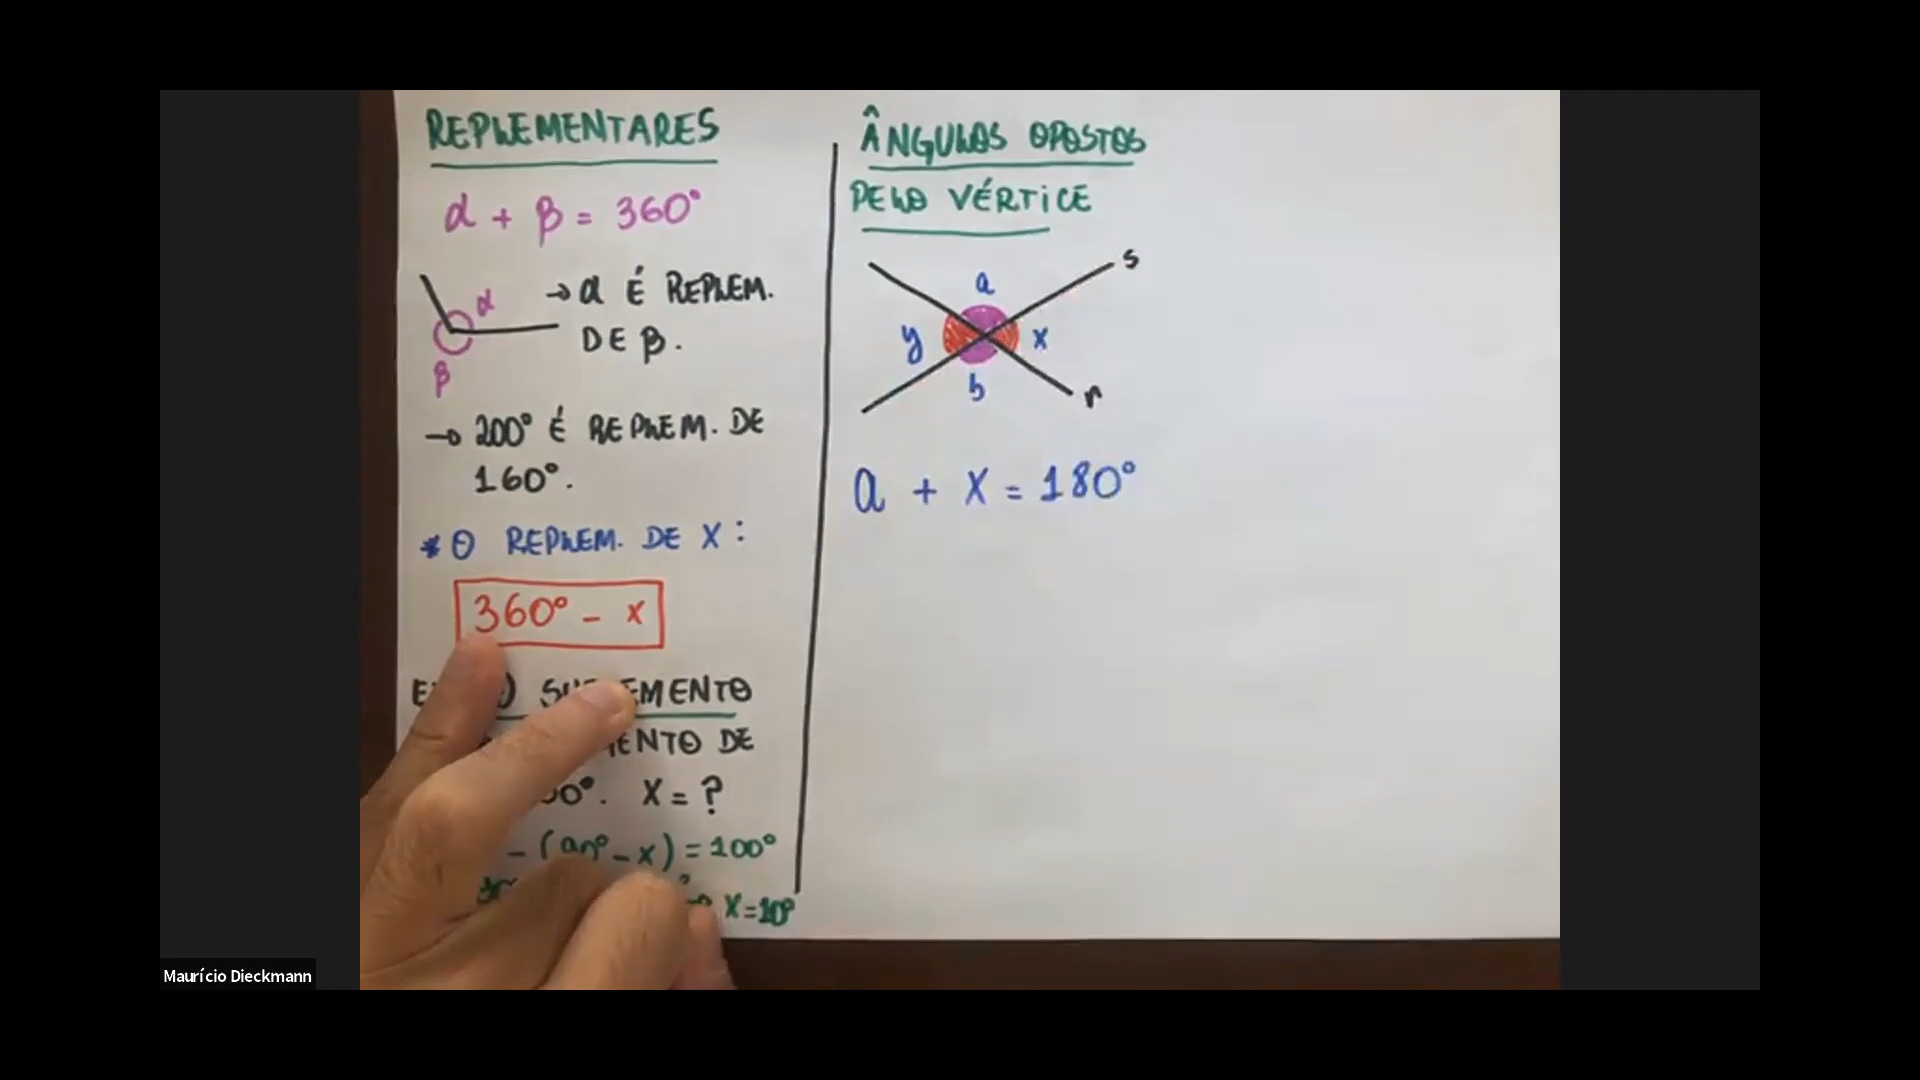 REPLEMENTARES
α + β = 360°
α
→ α É REPLEM.
DE β.
β
→ 200° É REPLEM. DE
160°.
* O REPLEM. DE X:
360° - x
MENTO DE
X = ?
- (90° - x) = 100°
X = 10°
ÂNGULOS OPOSTOS
PELO VÉRTICE
s
a
y
x
b
r
a + x = 180°
Maurício Dieckmann